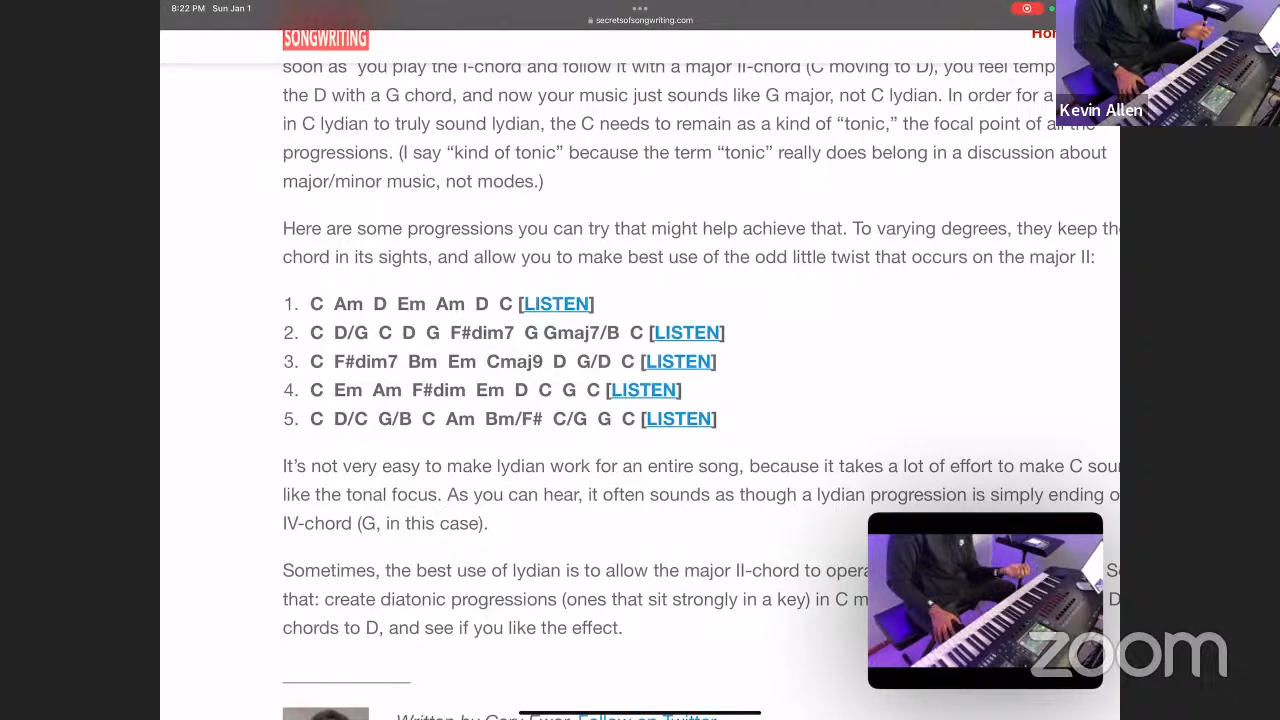 8:22 PM Sun Jan 1
secretsofsongwriting.com
SONGWRITING
soon as you play the I-chord and follow it with a major II-chord (C moving to D), you feel temp
the D with a G chord, and now your music just sounds like G major, not C lydian. In order for a
in C lydian to truly sound lydian, the C needs to remain as a kind of “tonic,” the focal point of all the
progressions. (I say “kind of tonic” because the term “tonic” really does belong in a discussion about
major/minor music, not modes.)
Kevin Allen
Here are some progressions you can try that might help achieve that. To varying degrees, they keep the
chord in its sights, and allow you to make best use of the odd little twist that occurs on the major II:
1. C Am D Em Am D C [LISTEN]
2. C D/G C D G F#dim7 G Gmaj7/B C [LISTEN]
3. C F#dim7 Bm Em Cmaj9 D G/D C [LISTEN]
4. C Em Am F#dim Em D C G C [LISTEN]
5. C D/C G/B C Am Bm/F# C/G G C [LISTEN]
It’s not very easy to make lydian work for an entire song, because it takes a lot of effort to make C soun
like the tonal focus. As you can hear, it often sounds as though a lydian progression is simply ending o
IV-chord (G, in this case).
Sometimes, the best use of lydian is to allow the major II-chord to opera
that: create diatonic progressions (ones that sit strongly in a key) in C m
chords to D, and see if you like the effect.
zoom
Written by Gary Ewer. Follow on Twitter